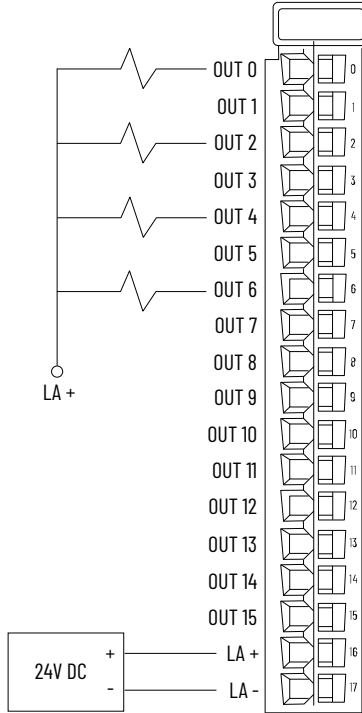 OUT 0 0
OUT 1 1
OUT 2 2
OUT 3 3
OUT 4 4
OUT 5 5
OUT 6 6
OUT 7 7
OUT 8 8
LA +
OUT 9 9
OUT 10 10
OUT 11 11
OUT 12 12
OUT 13 13
OUT 14 14
OUT 15 15
+ LA + 16
24V DC
- LA - 17